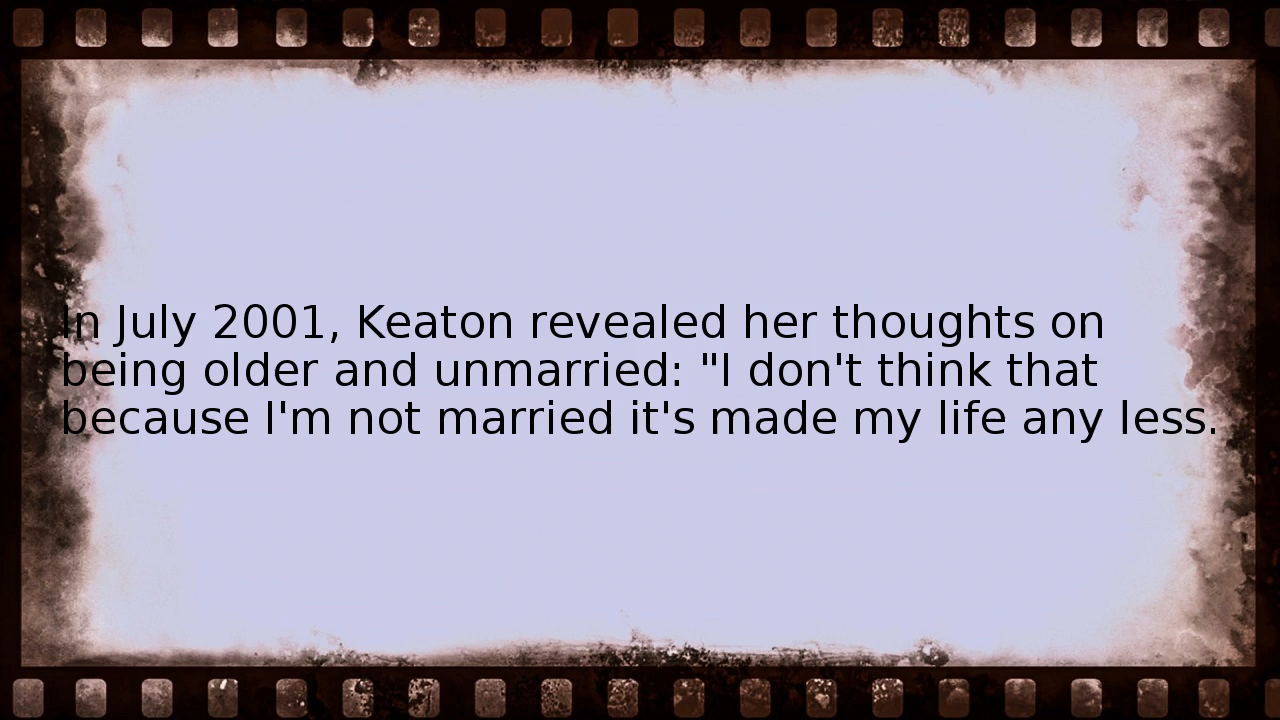 In July 2001, Keaton revealed her thoughts on
being older and unmarried: "I don't think that
because I'm not married it's made my life any less.